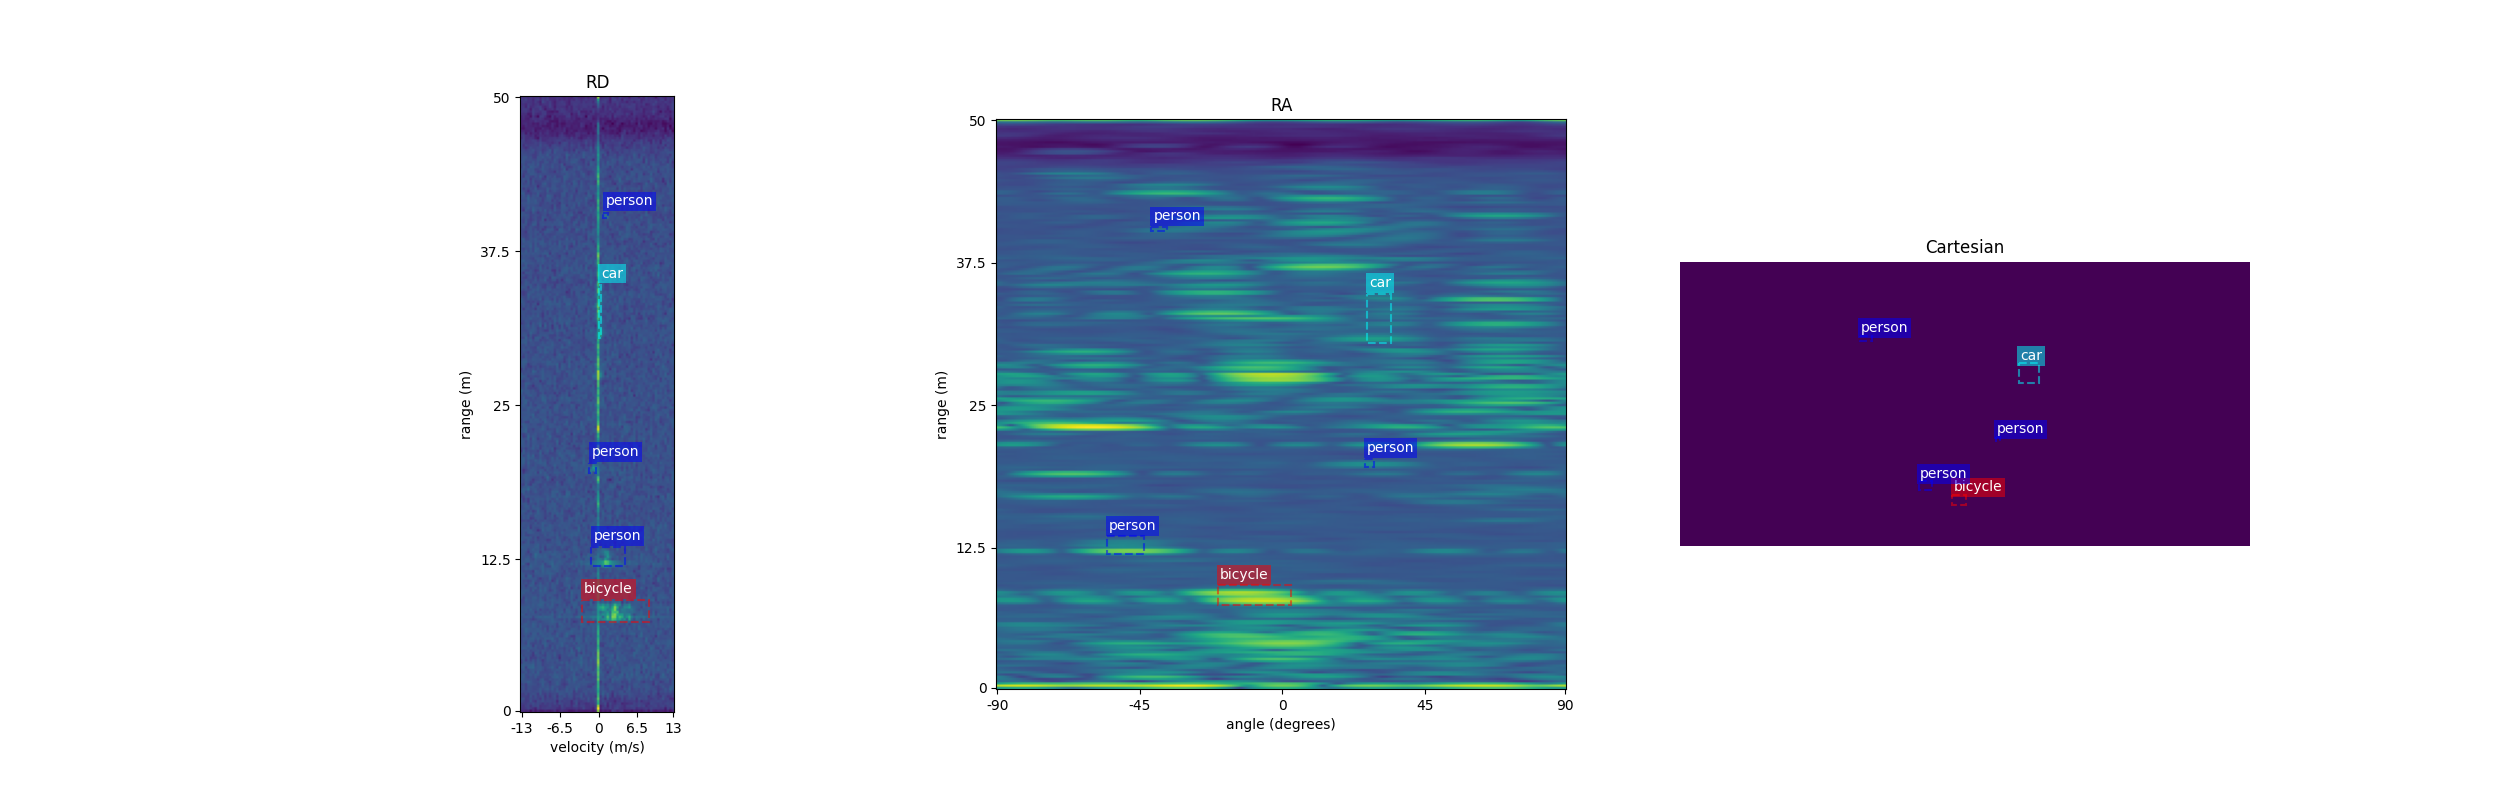 RD
50
37.5
25
12.5
0
range (m)
person
car
person
person
bicycle
-13 -6.5 0 6.5 13
velocity (m/s)
RA
50
37.5
25
12.5
0
range (m)
person
car
person
person
bicycle
-90 -45 0 45 90
angle (degrees)
Cartesian
person
car
person
person
bicycle